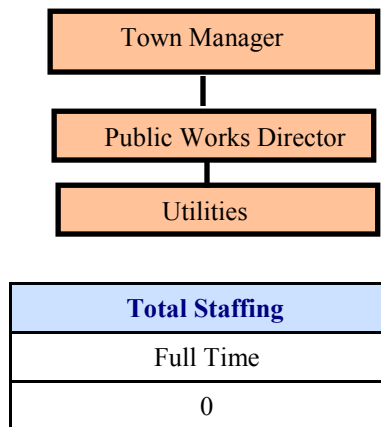 Town Manager
Public Works Director
Utilities
Total Staffing
Full Time
0